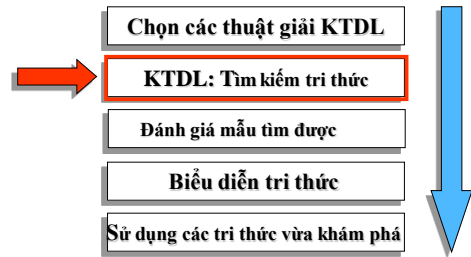 Chọn các thuật giải KTDL
KTDL: Tìm kiếm tri thức
Đánh giá mẫu tìm được
Biểu diễn tri thức
Sử dụng các tri thức vừa khám phá